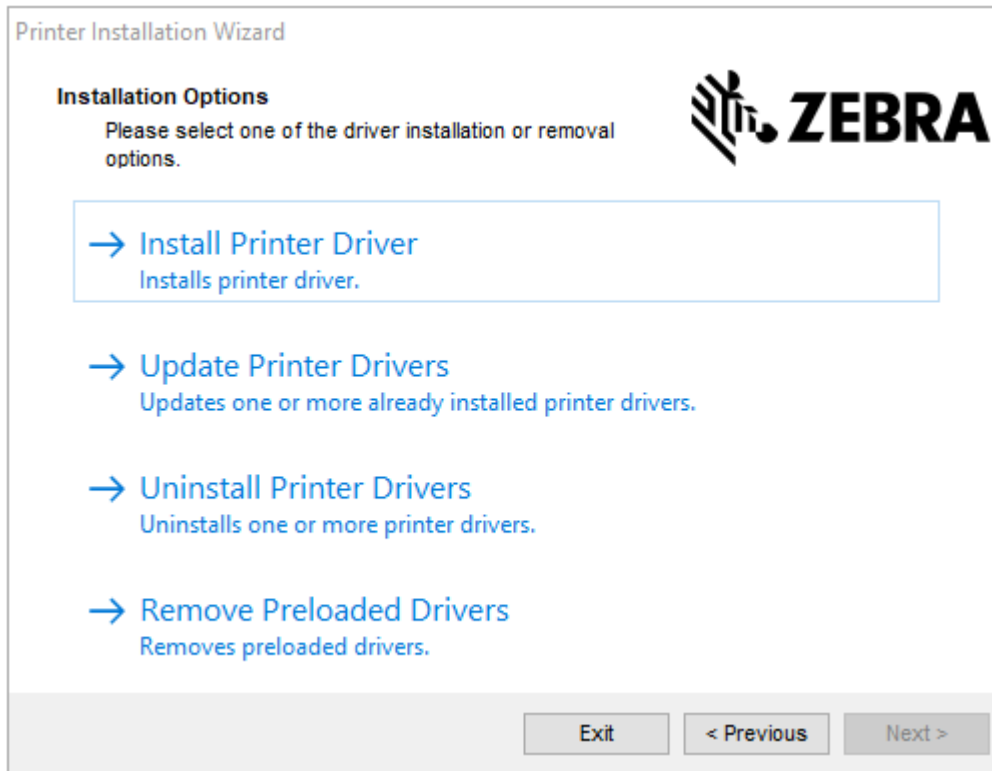 Printer Installation Wizard
Installation Options
Please select one of the driver installation or removal
options.
ZEBRA
Install Printer Driver
Installs printer driver.
Update Printer Drivers
Updates one or more already installed printer drivers.
Uninstall Printer Drivers
Uninstalls one or more printer drivers.
Remove Preloaded Drivers
Removes preloaded drivers.
Exit
< Previous
Next >